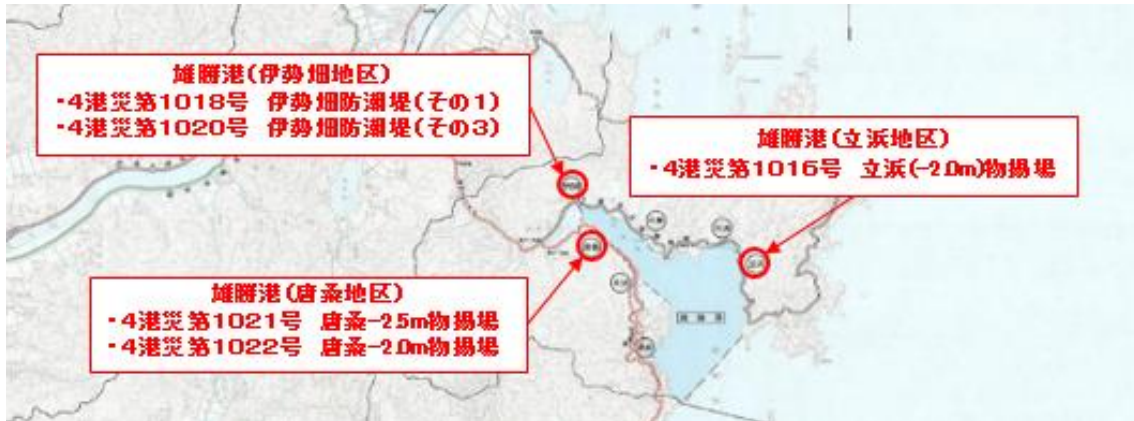 雄勝港(伊勢畑地区)
・4港災第1018号 伊勢畑防潮堤(その1)
・4港災第1020号 伊勢畑防潮堤(その3)
雄勝港(立浜地区)
・4港災第1016号 立浜(-2.0m)物揚場
雄勝港(唐桑地区)
・4港災第1021号 唐桑-2.5m物揚場
・4港災第1022号 唐桑-2.0m物揚場